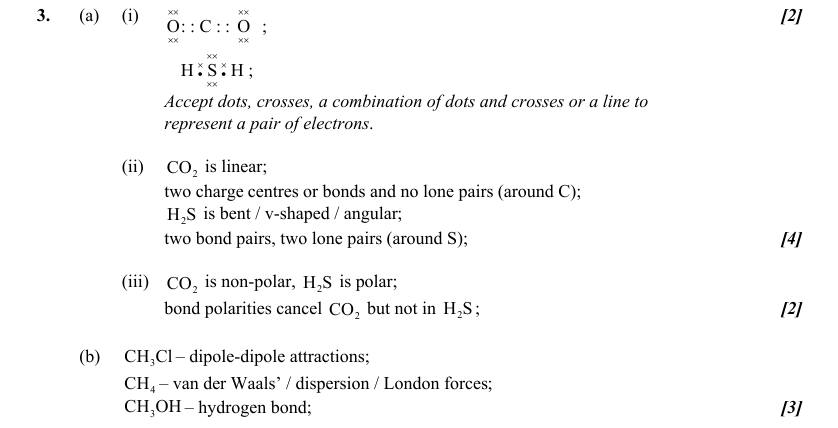 3. (a) (i) ×× ×× [2]
O: : C : : O ;
×× ××
××
H ×• S ×• H ;
××
Accept dots, crosses, a combination of dots and crosses or a line to
represent a pair of electrons.
(ii) CO₂ is linear;
two charge centres or bonds and no lone pairs (around C);
H₂S is bent / v-shaped / angular;
two bond pairs, two lone pairs (around S); [4]
(iii) CO₂ is non-polar, H₂S is polar;
bond polarities cancel CO₂ but not in H₂S; [2]
(b) CH₃Cl – dipole-dipole attractions;
CH₄ – van der Waals’ / dispersion / London forces;
CH₃OH – hydrogen bond; [3]